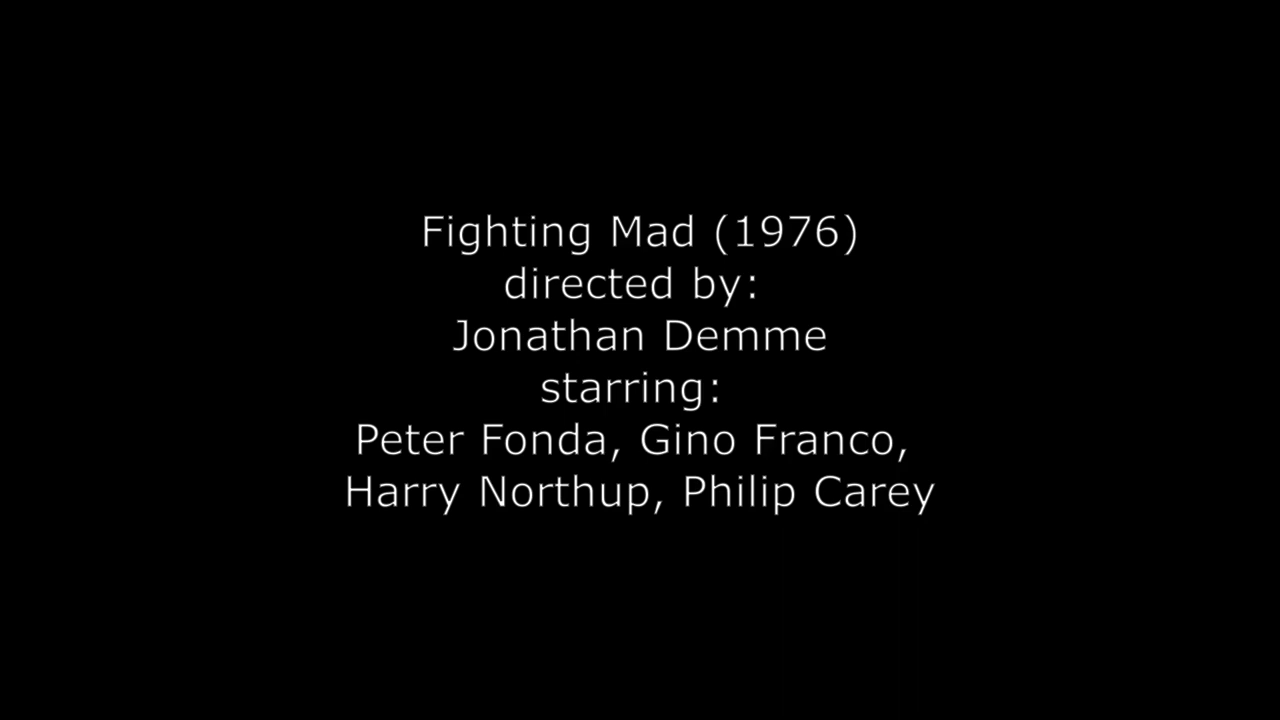 Fighting Mad (1976)
directed by:
Jonathan Demme
starring:
Peter Fonda, Gino Franco,
Harry Northup, Philip Carey